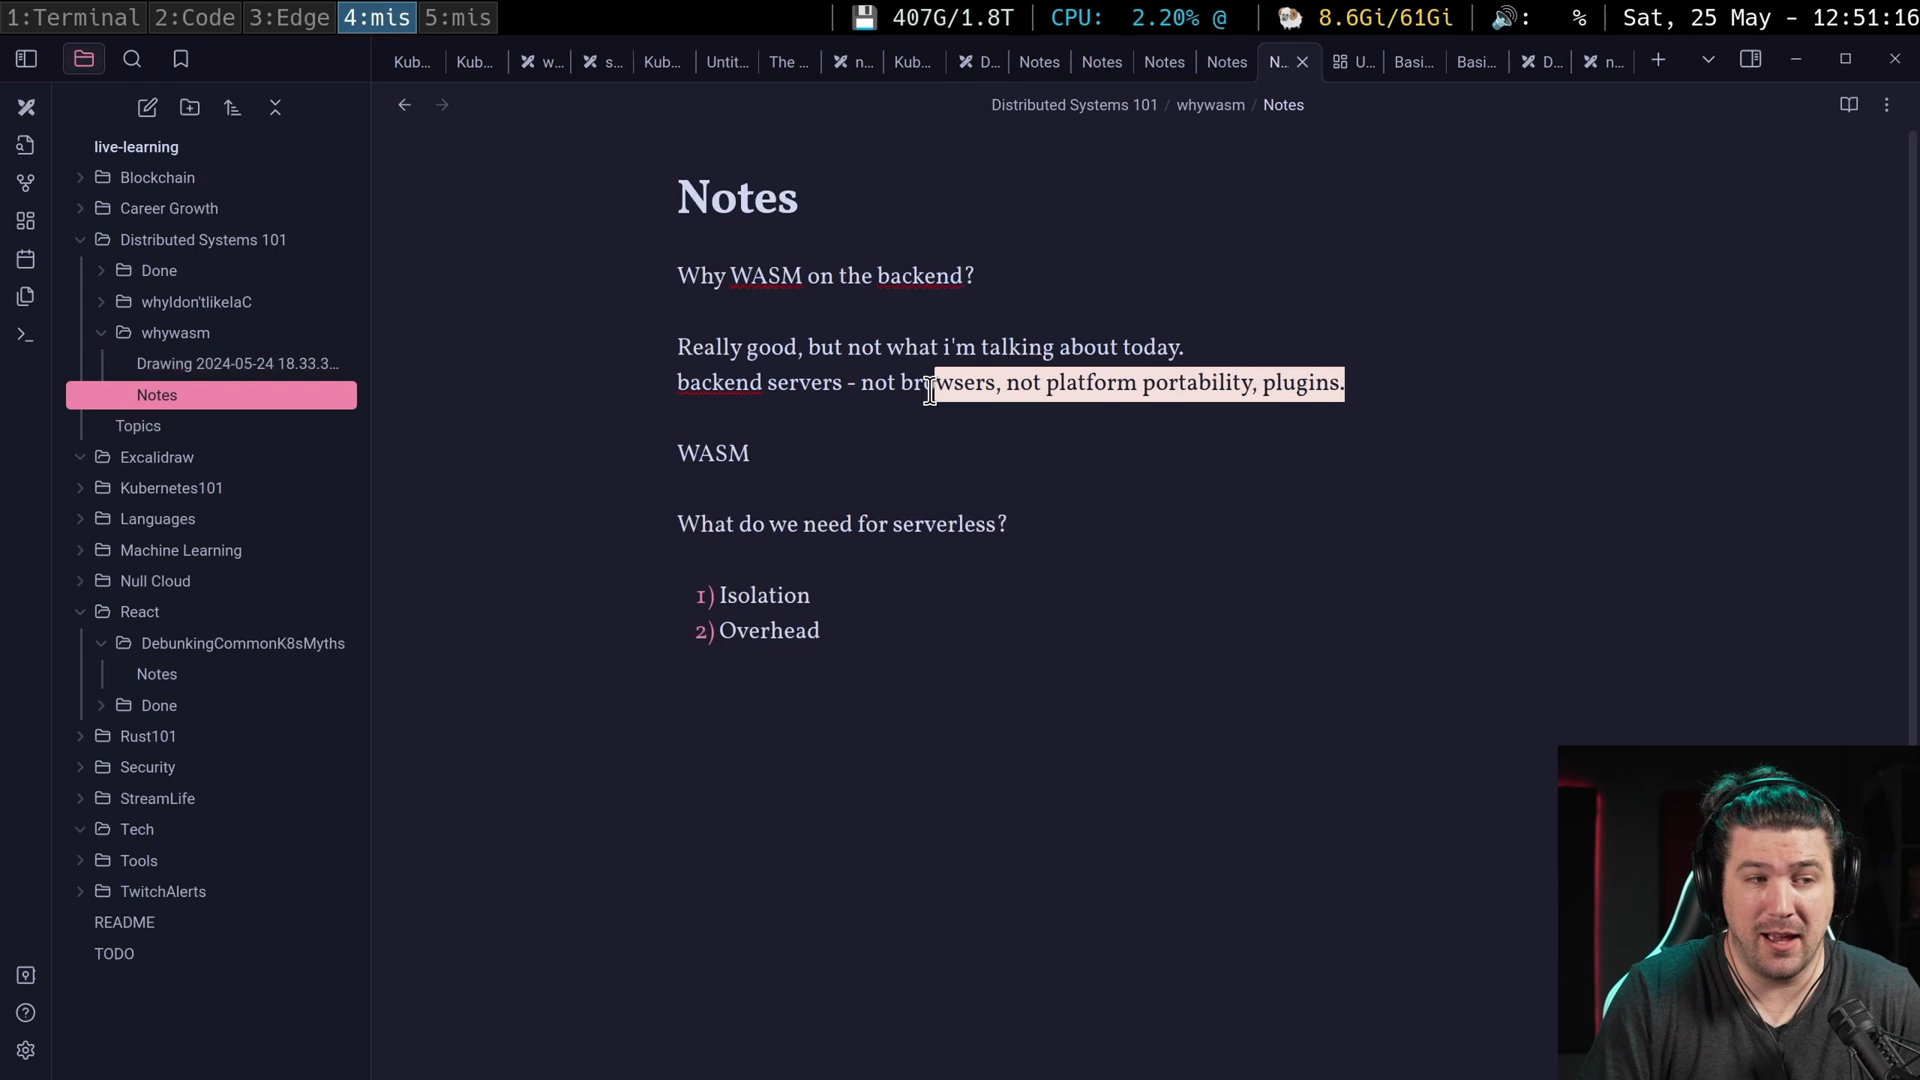 1:Terminal 2:Code 3:Edge 4:mis 5:mis
407G/1.8T CPU: 2.20% @ 8.6Gi/61Gi : % Sat, 25 May - 12:51:16
Kub... Kub... w... s... Kub... Untit... The ... n... Kub... D... Notes Notes Notes Notes N... U... Basi... Basi... D... n...
Distributed Systems 101 / whywasm / Notes
live-learning
Blockchain
Career Growth
Distributed Systems 101
Done
whyIdon'tlikeIaC
whywasm
Drawing 2024-05-24 18.33.3...
Notes
Topics
Excalidraw
Kubernetes101
Languages
Machine Learning
Null Cloud
React
DebunkingCommonK8sMyths
Notes
Done
Rust101
Security
StreamLife
Tech
Tools
TwitchAlerts
README
TODO
Notes
Why WASM on the backend?
Really good, but not what i'm talking about today.
backend servers - not browsers, not platform portability, plugins.
WASM
What do we need for serverless?
1) Isolation
2) Overhead